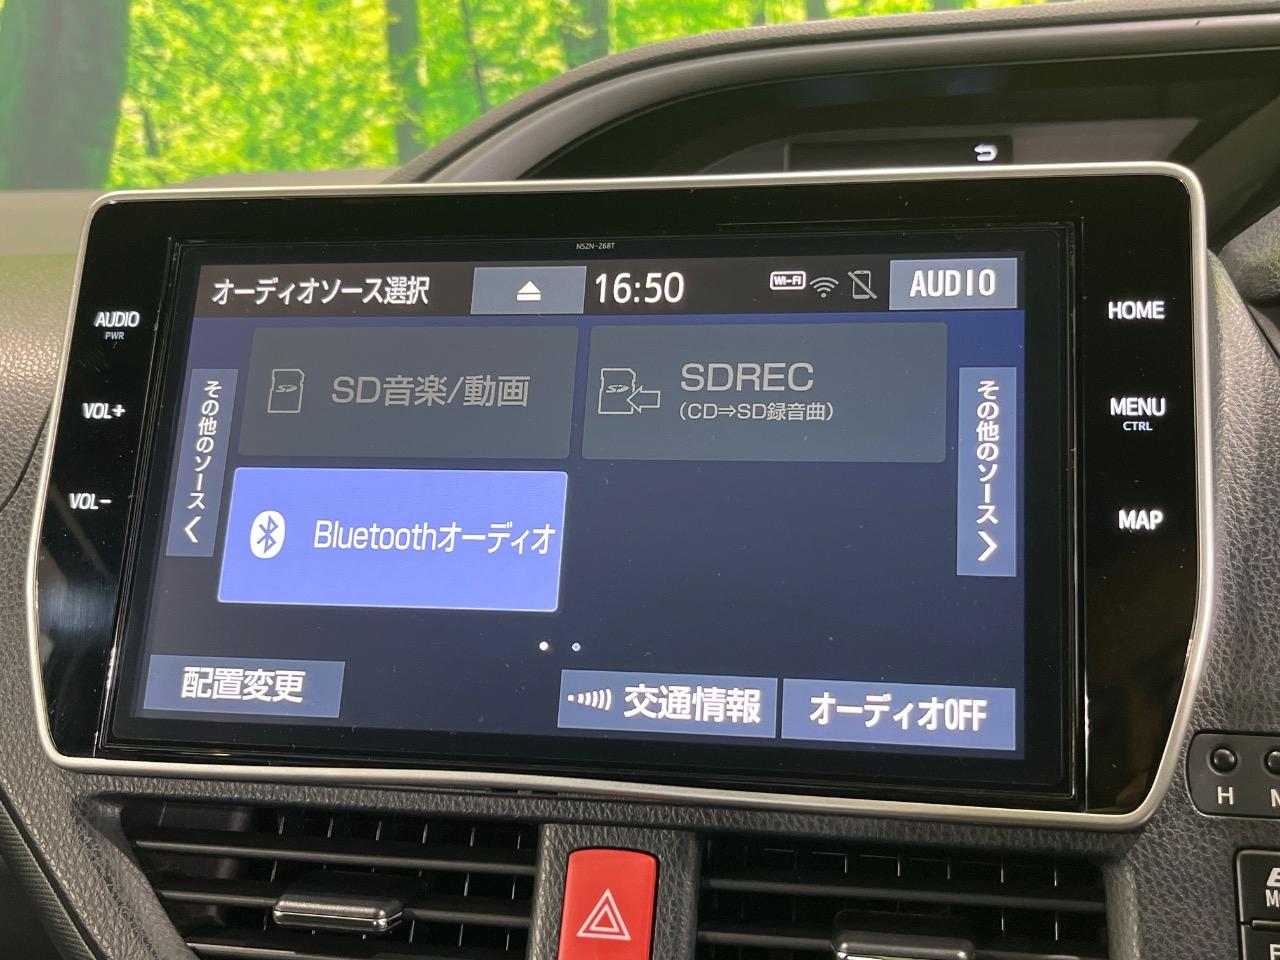 NSZN-Z68T
オーディオソース選択
16:50
Wi-Fi
AUDIO
AUDIO
PWR
VOL+
VOL-
HOME
MENU
CTRL
MAP
その他のソース
SD音楽/動画
SDREC
(CD⇒SD録音曲)
その他のソース
Bluetoothオーディオ
配置変更
交通情報
オーディオOFF
H